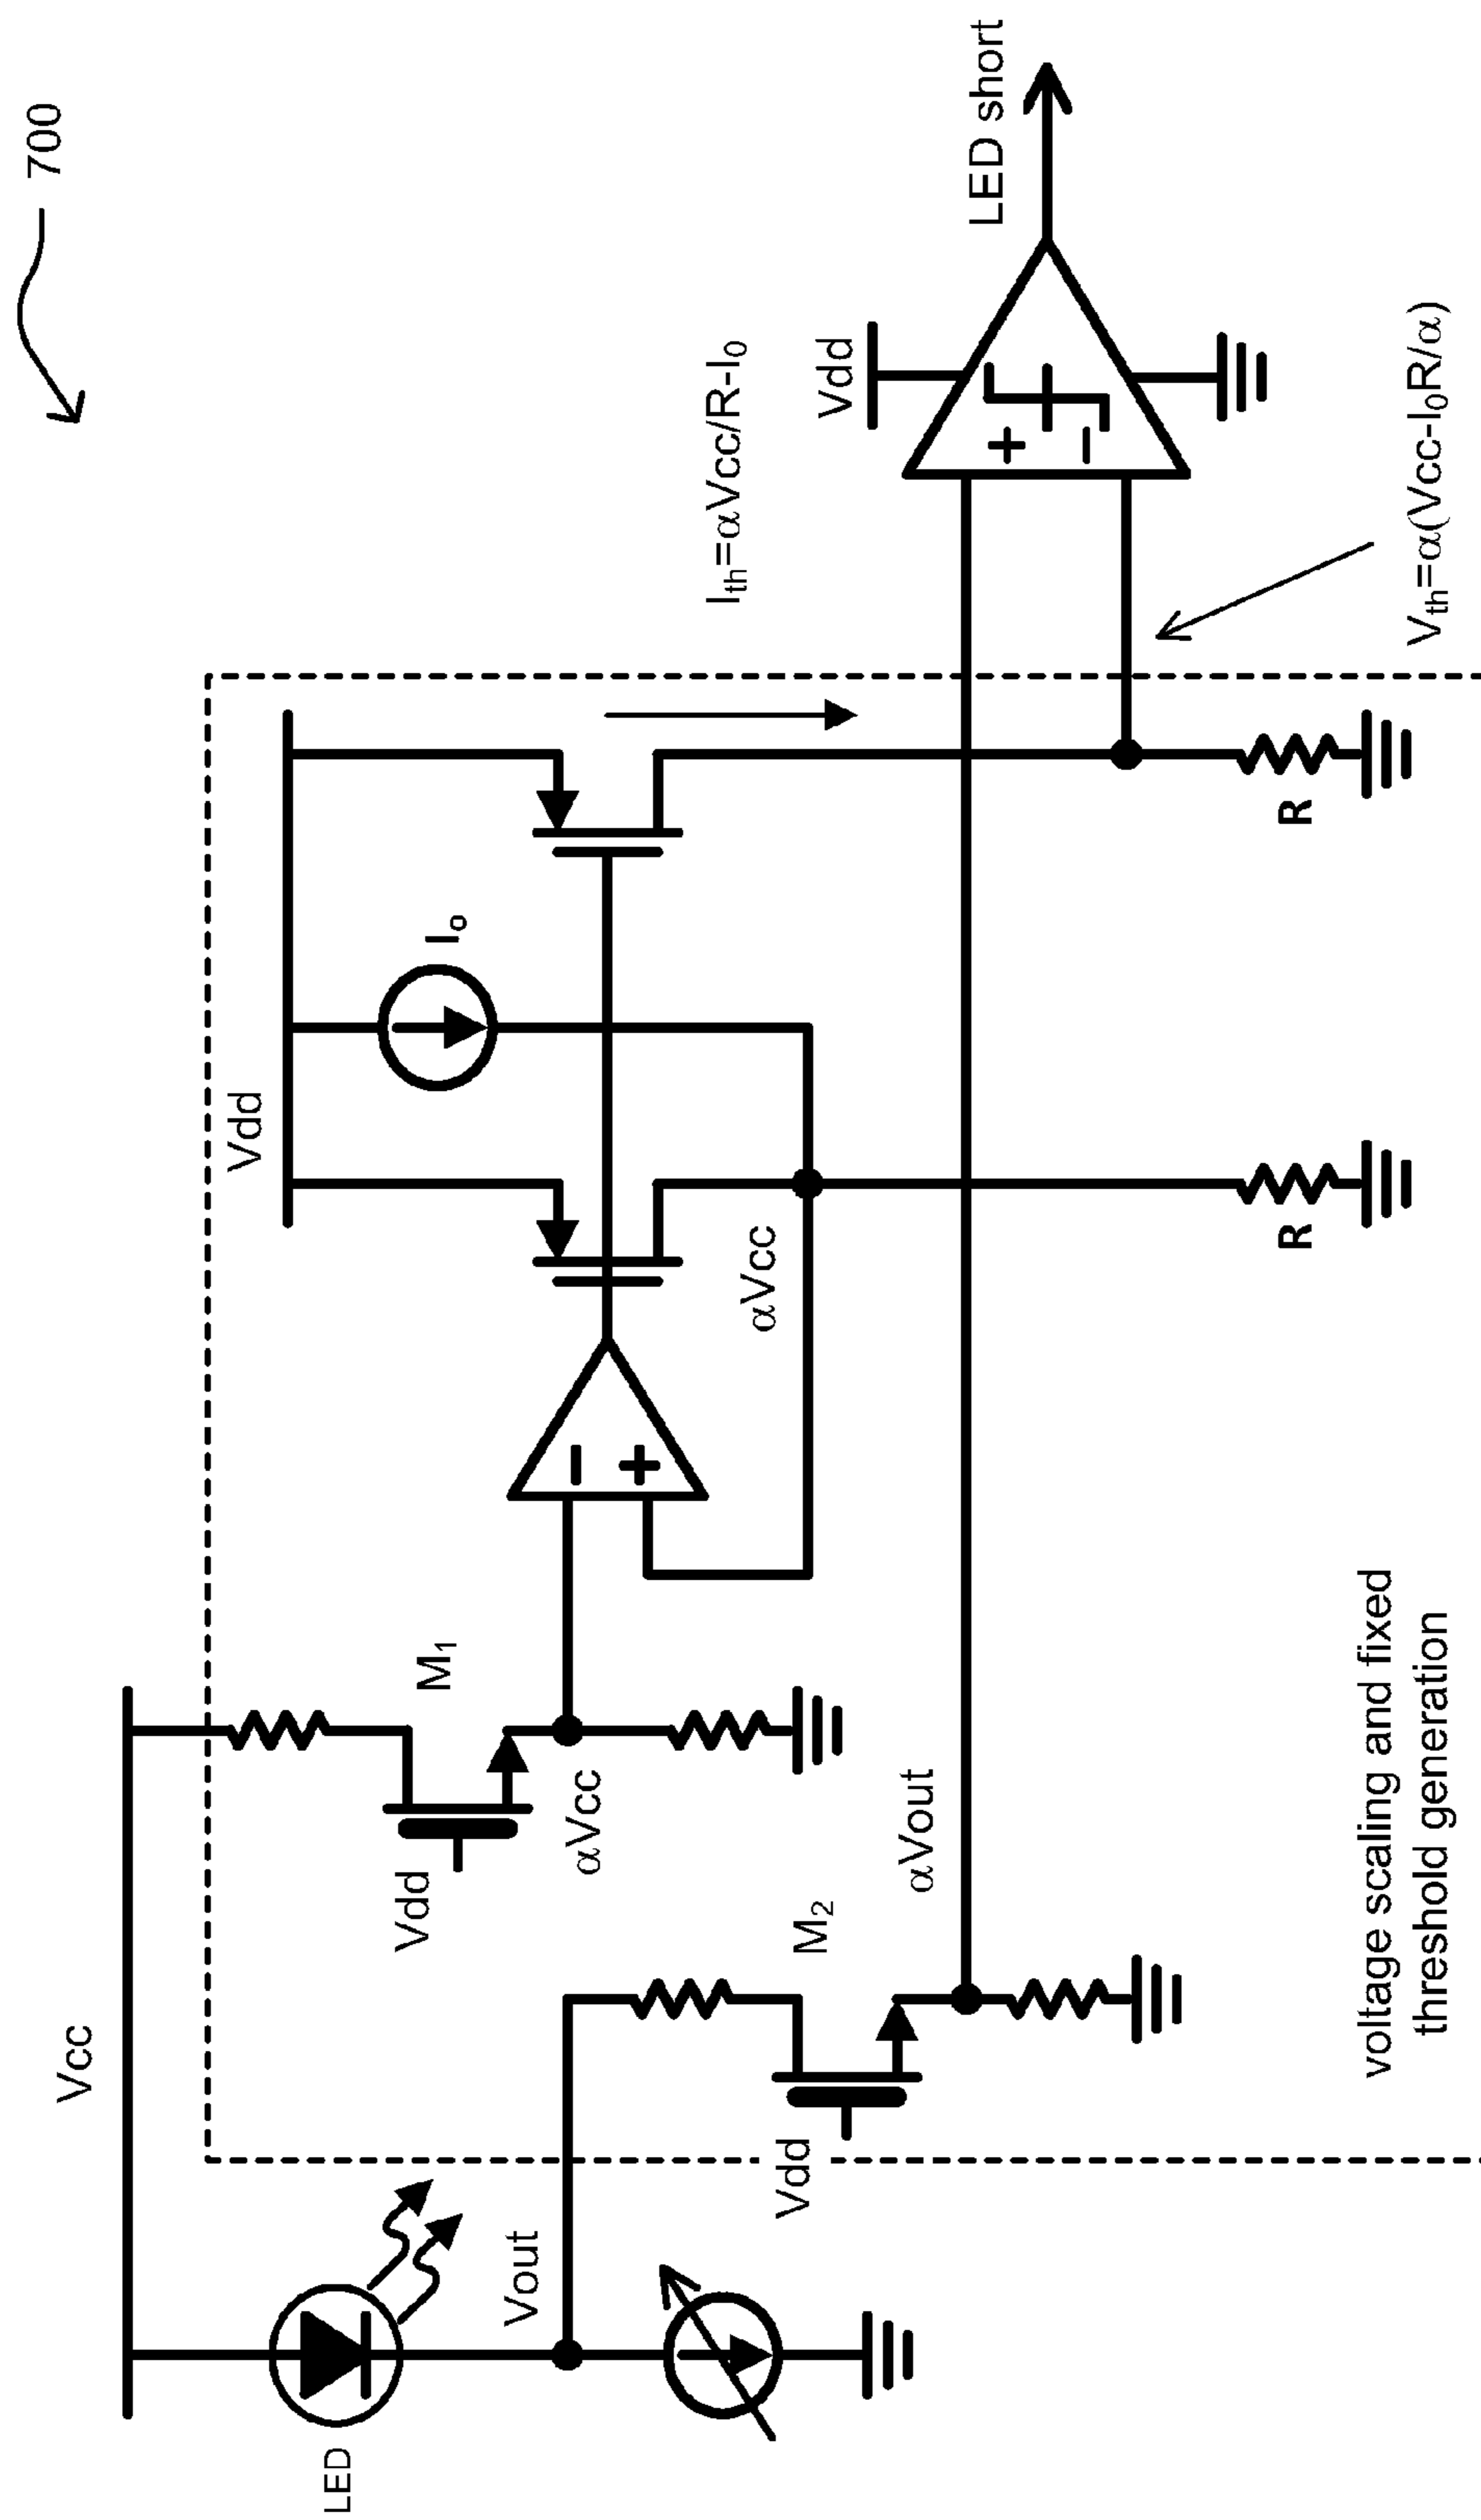 700
Vcc
LED
Vout
Vdd
M₁
αVcc
Vdd
M₂
αVout
Vdd
− +
αVcc
Iₒ
R
R
Iₜₕ=αVcc/R-I₀
Vdd
+ −
LED short
Vₜₕ=α(Vcc-I₀R/α)
voltage scaling and fixed
threshold generation